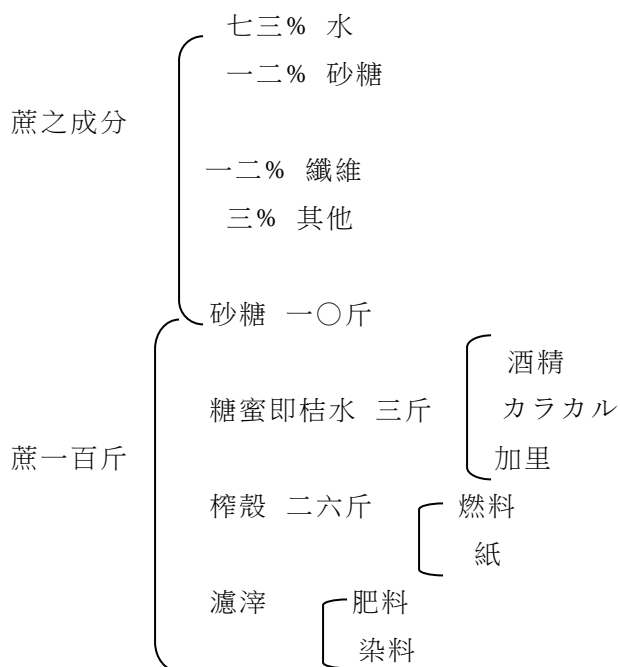 七三% 水
一二% 砂糖
蔗之成分
一二% 纖維
三% 其他
砂糖 一〇斤
酒精
糖蜜即桔水 三斤 カラカル
蔗一百斤 加里
榨殼 二六斤 燃料
紙
濾滓 肥料
染料